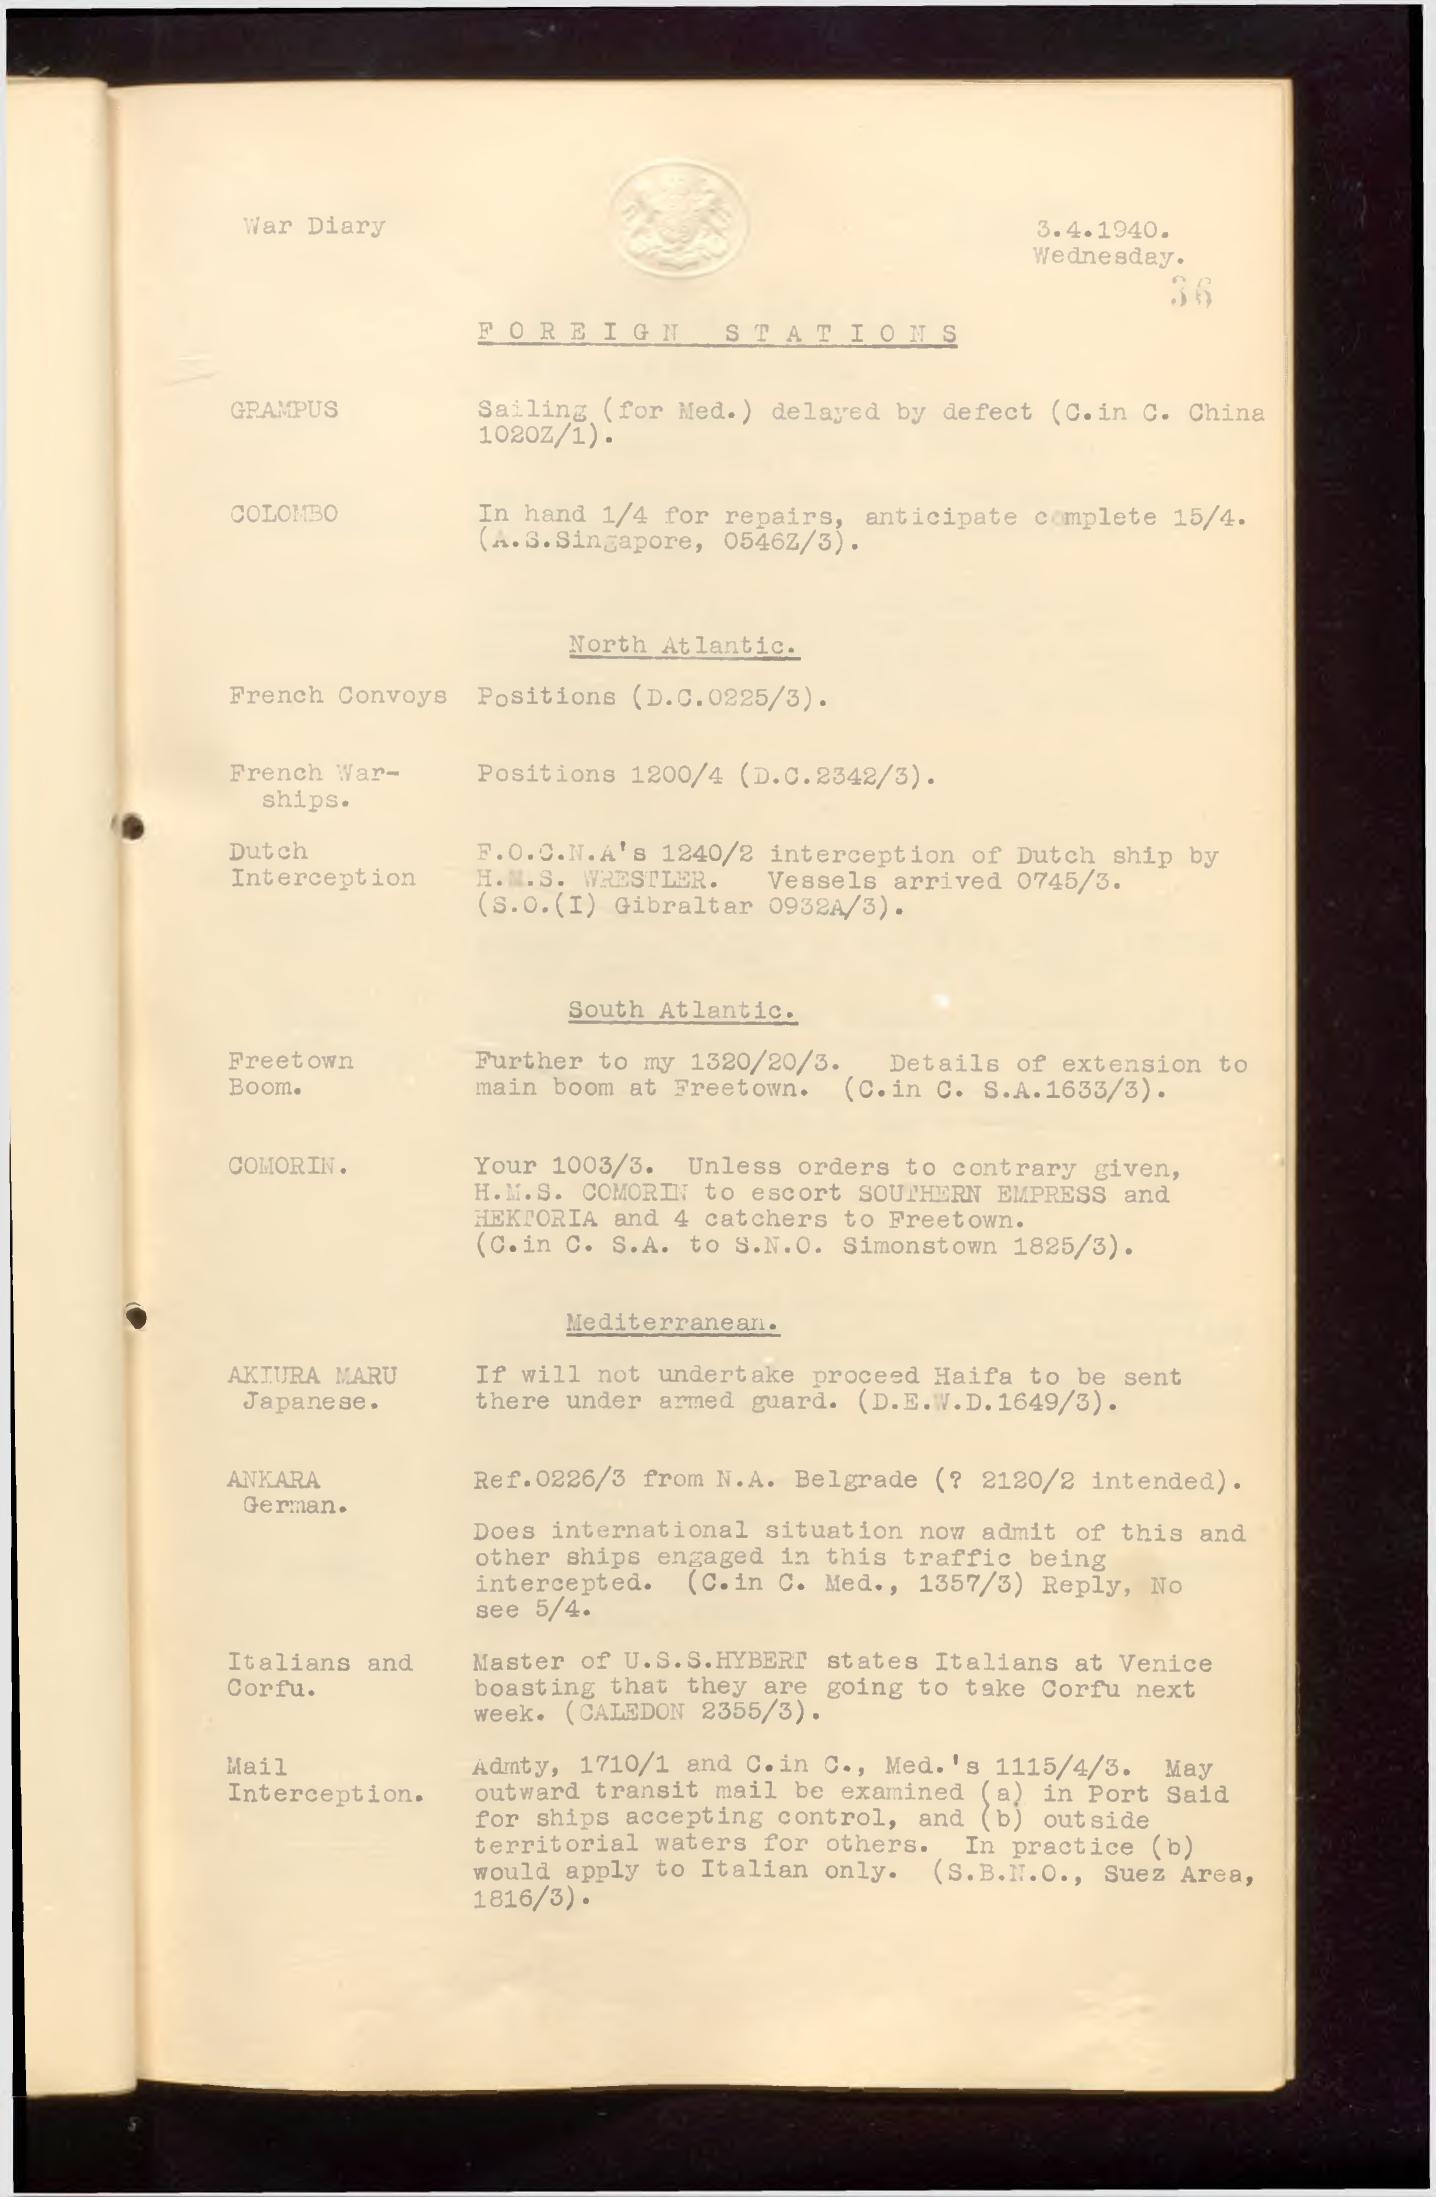 War Diary
3.4.1940.
Wednesday.
36
FOREIGN STATIONS
GRAMPUS Sailing (for Med.) delayed by defect (C.in C. China
1020Z/1).
COLOMBO In hand 1/4 for repairs, anticipate complete 15/4.
(A.S.Singapore, 0546Z/3).
North Atlantic.
French Convoys Positions (D.C.0225/3).
French War- Positions 1200/4 (D.C.2342/3).
ships.
Dutch F.O.C.N.A's 1240/2 interception of Dutch ship by
Interception H.M.S. WRESTLER. Vessels arrived 0745/3.
(S.O.(I) Gibraltar 0932A/3).
South Atlantic.
Freetown Further to my 1320/20/3. Details of extension to
Boom. main boom at Freetown. (C.in C. S.A.1633/3).
COMORIN. Your 1003/3. Unless orders to contrary given,
H.M.S. COMORIN to escort SOUTHERN EMPRESS and
HEKTORIA and 4 catchers to Freetown.
(C.in C. S.A. to S.N.O. Simonstown 1825/3).
Mediterranean.
AKIURA MARU If will not undertake proceed Haifa to be sent
Japanese. there under armed guard. (D.E.W.D.1649/3).
ANKARA Ref.0226/3 from N.A. Belgrade (? 2120/2 intended).
German.
Does international situation now admit of this and
other ships engaged in this traffic being
intercepted. (C.in C. Med., 1357/3) Reply, No
see 5/4.
Italians and Master of U.S.S.HYBERT states Italians at Venice
Corfu. boasting that they are going to take Corfu next
week. (CALEDON 2355/3).
Mail Admty, 1710/1 and C.in C., Med.'s 1115/4/3. May
Interception. outward transit mail be examined (a) in Port Said
for ships accepting control, and (b) outside
territorial waters for others. In practice (b)
would apply to Italian only. (S.B.N.O., Suez Area,
1816/3).